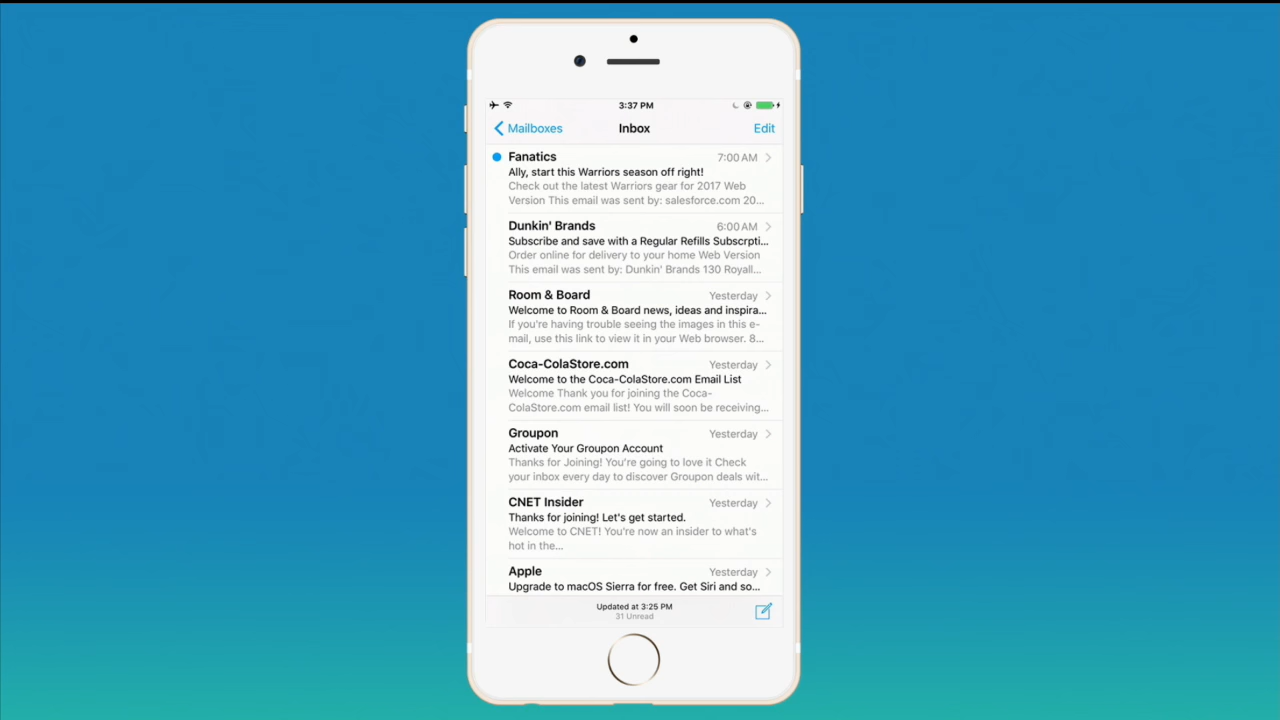 3:37 PM
Mailboxes Inbox Edit
Fanatics 7:00 AM
Ally, start this Warriors season off right!
Check out the latest Warriors gear for 2017 Web
Version This email was sent by: salesforce.com 20...
Dunkin' Brands 6:00 AM
Subscribe and save with a Regular Refills Subscrpti...
Order online for delivery to your home Web Version
This email was sent by: Dunkin' Brands 130 Royall...
Room & Board Yesterday
Welcome to Room & Board news, ideas and inspira...
If you're having trouble seeing the images in this e-
mail, use this link to view it in your Web browser. 8...
Coca-ColaStore.com Yesterday
Welcome to the Coca-ColaStore.com Email List
Welcome Thank you for joining the Coca-
ColaStore.com email list! You will soon be receiving...
Groupon Yesterday
Activate Your Groupon Account
Thanks for Joining! You're going to love it Check
your inbox every day to discover Groupon deals wit...
CNET Insider Yesterday
Thanks for joining! Let's get started.
Welcome to CNET! You're now an insider to what's
hot in the...
Apple Yesterday
Upgrade to macOS Sierra for free. Get Siri and so...
Updated at 3:25 PM
31 Unread